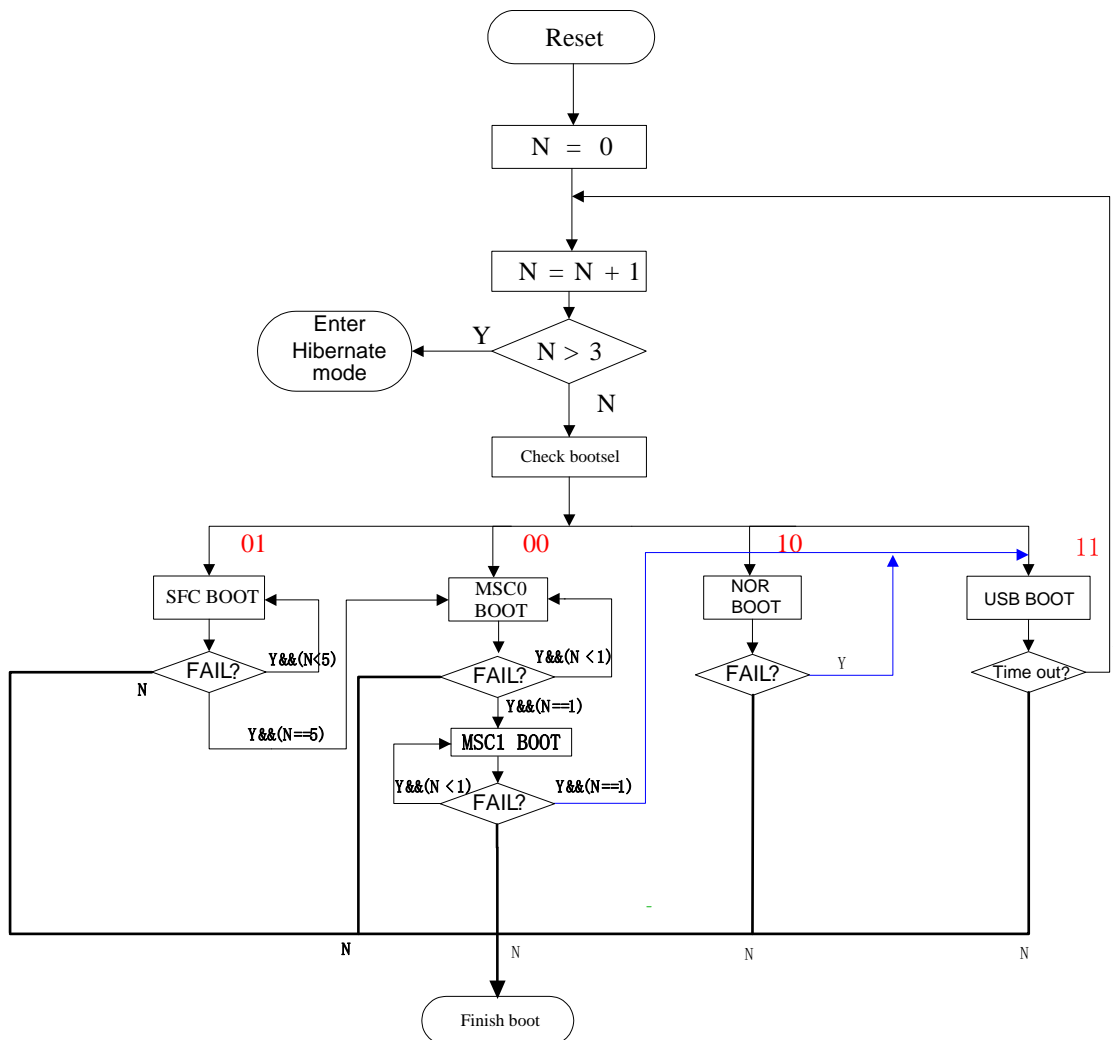 Reset
N = 0
N = N + 1
Enter
Hibernate
mode
Y
N > 3
N
Check bootsel
01
00
10
11
SFC BOOT
MSC0
BOOT
NOR
BOOT
USB BOOT
FAIL?
Y&&(N<5)
N
FAIL?
Y&&(N <1)
FAIL?
Y
Time out?
Y&&(N==5)
Y&&(N==1)
MSC1 BOOT
Y&&(N <1)
FAIL?
Y&&(N==1)
N
N
N
N
Finish boot